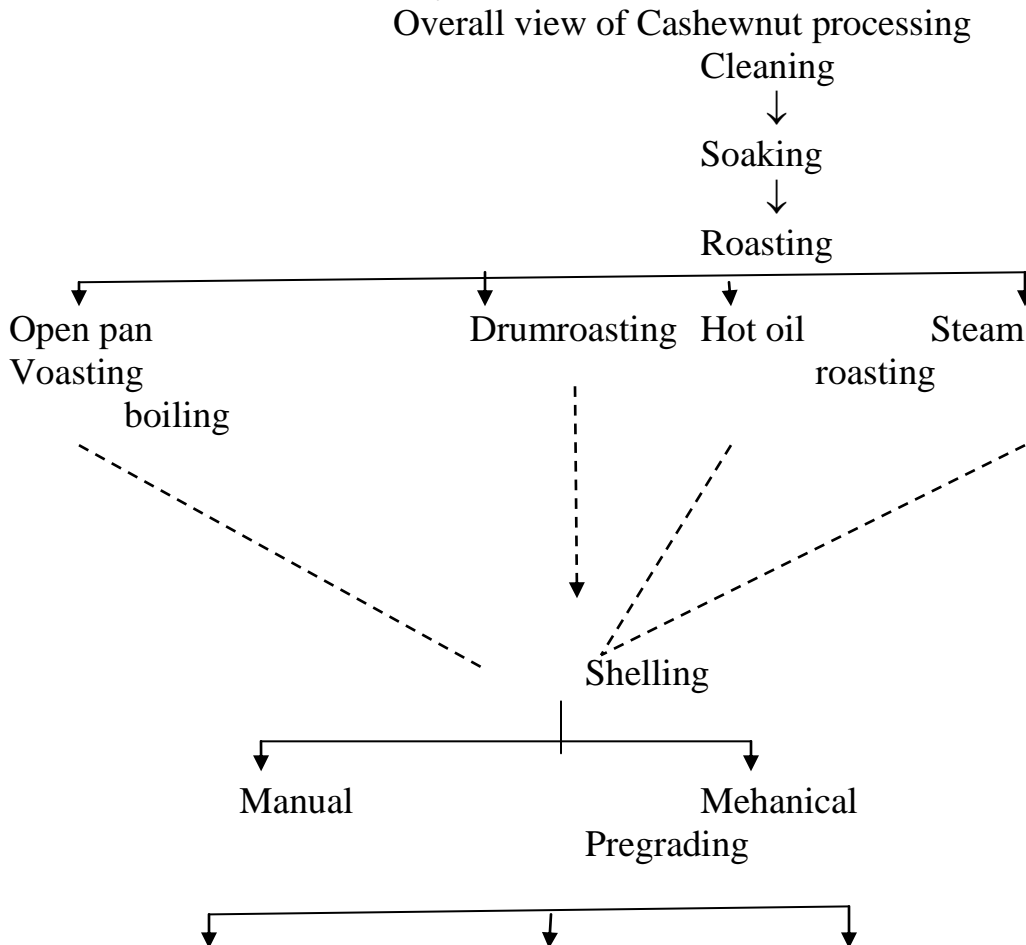 Overall view of Cashewnut processing
Cleaning
Soaking
Roasting
Open pan Drumroasting Hot oil Steam
Voasting roasting
boiling
Shelling
Manual Mehanical
Pregrading